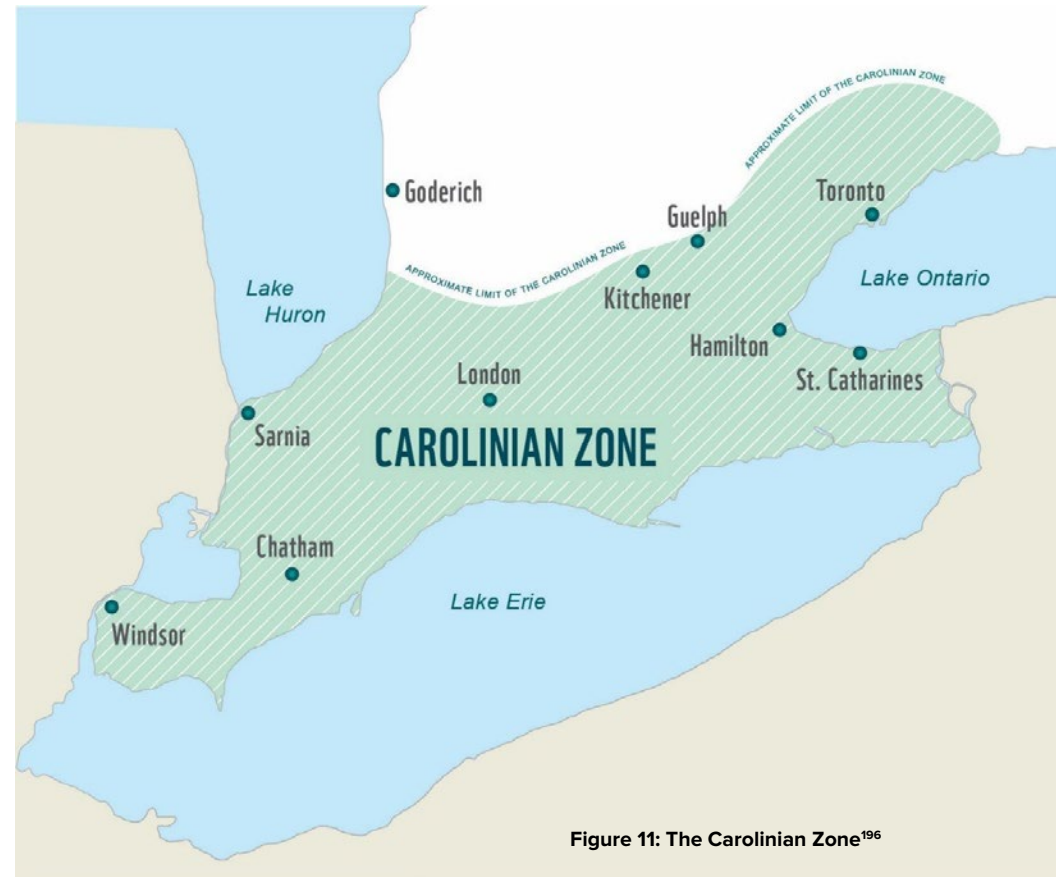 APPROXIMATE LIMIT OF THE CAROLINIAN ZONE
Goderich
Toronto
Guelph
APPROXIMATE LIMIT OF THE CAROLINIAN ZONE
Lake
Huron
Kitchener
Lake Ontario
Hamilton
St. Catharines
London
Sarnia
CAROLINIAN ZONE
Chatham
Lake Erie
Windsor
Figure 11: The Carolinian Zone¹⁹⁶